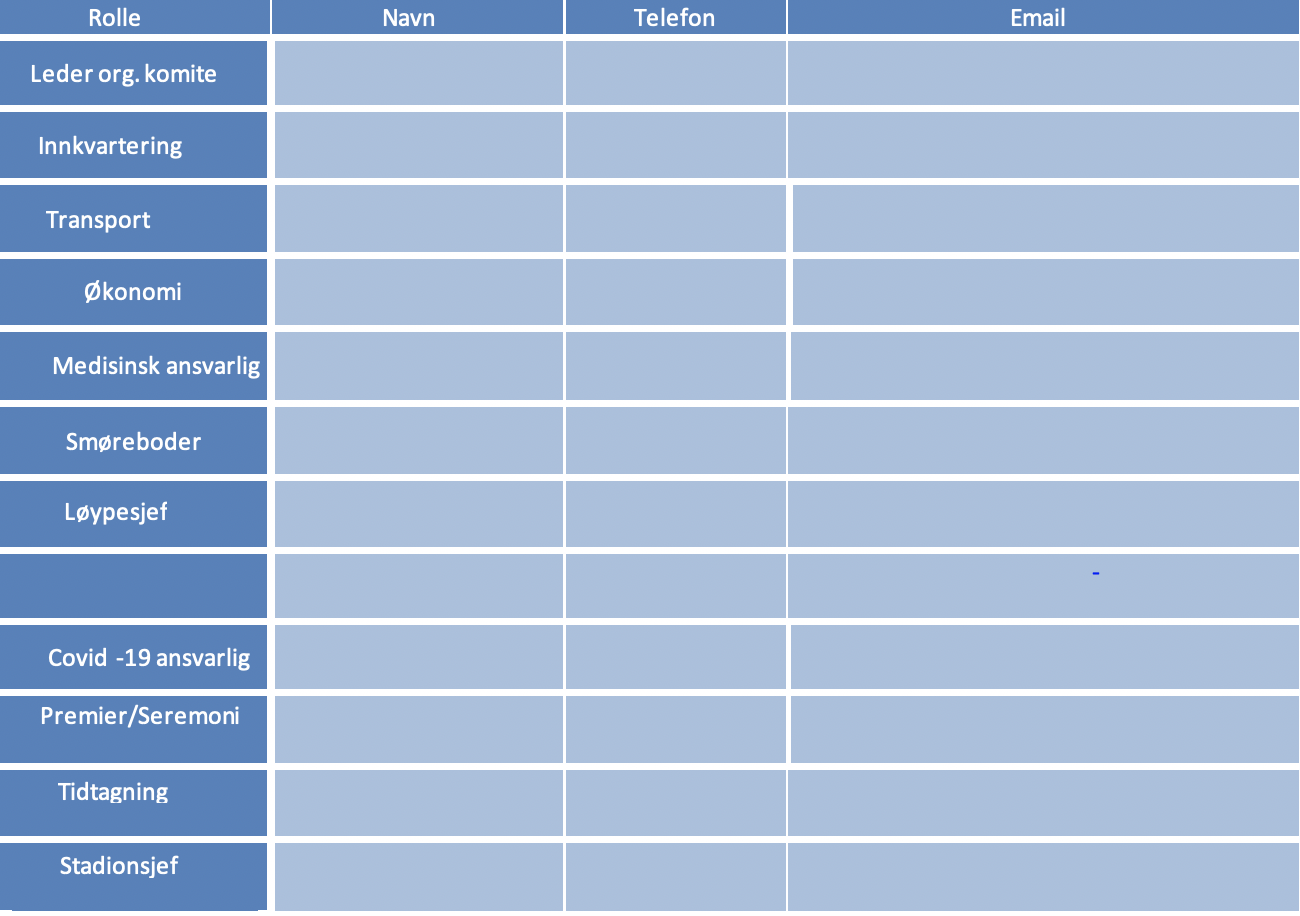 Rolle Navn Telefon Email
Leder org. komite
Innkvartering
Transport
Økonomi
Medisinsk ansvarlig
Smøreboder
Løypesjef
-
Covid -19 ansvarlig
Premier/Seremoni
Tidtagning
Stadionsjef